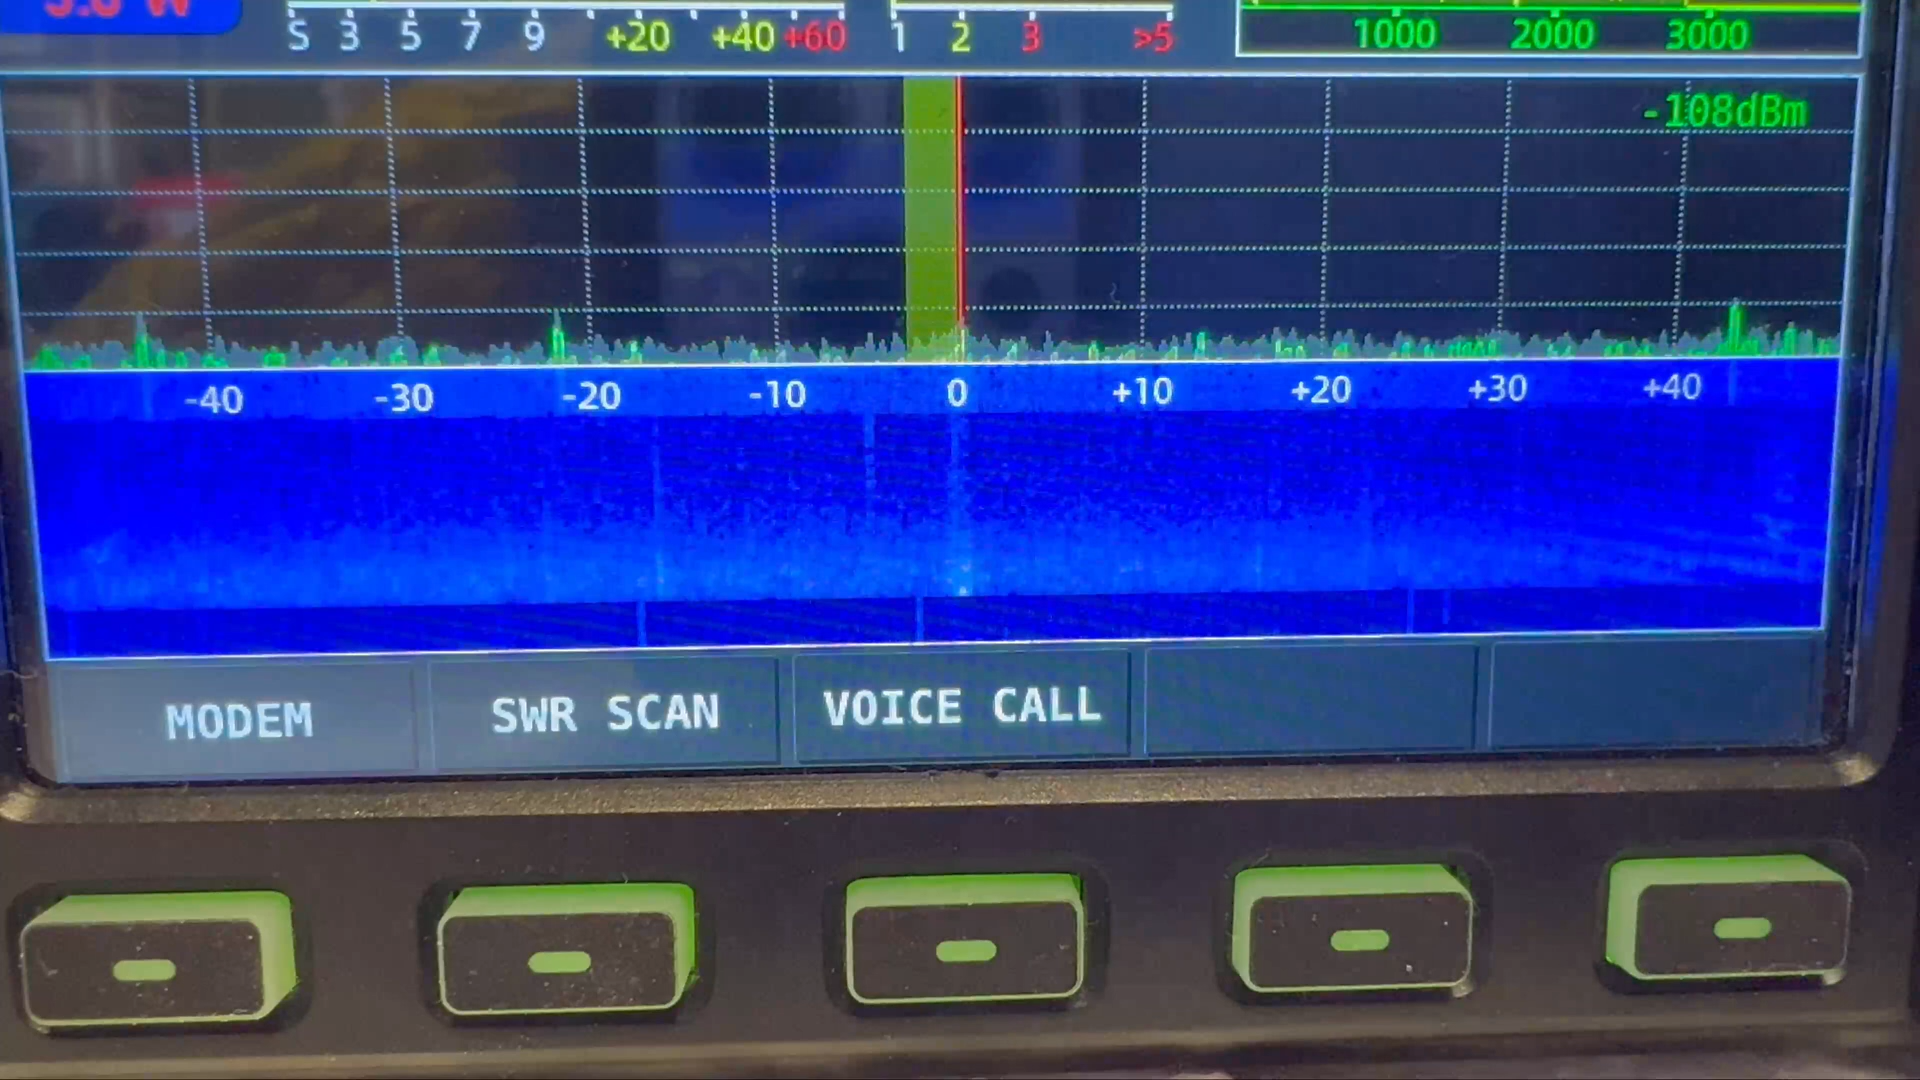 S 3 5 7 9 +20 +40 +60 1 2 3 >5 1000 2000 3000
-108dBm
-40 -30 -20 -10 0 +10 +20 +30 +40
MODEM SWR SCAN VOICE CALL